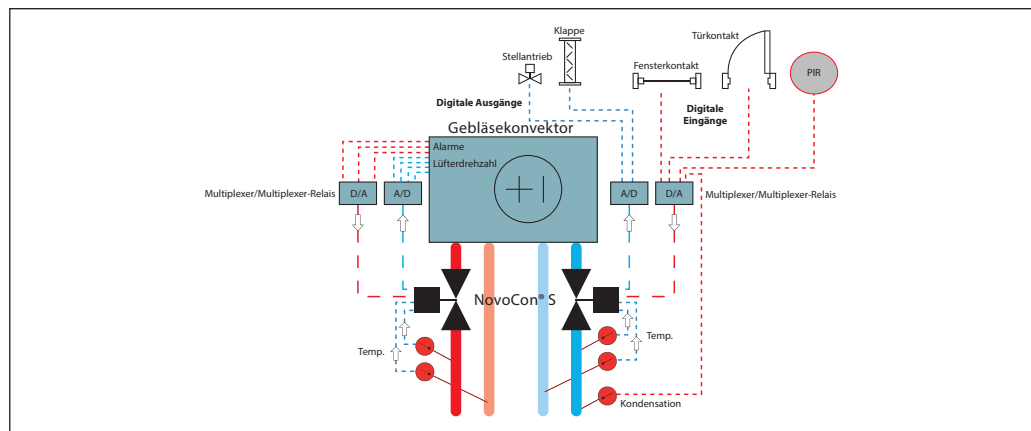 Klappe
Stellantrieb
Türkontakt
Fensterkontakt
PIR
Digitale Ausgänge
Digitale
Eingänge
Gebläsekonvektor
Alarme
Lüfterdrehzahl
Multiplexer/Multiplexer-Relais
D/A
A/D
A/D
D/A
Multiplexer/Multiplexer-Relais
NovoCon® S
Temp.
Temp.
Kondensation